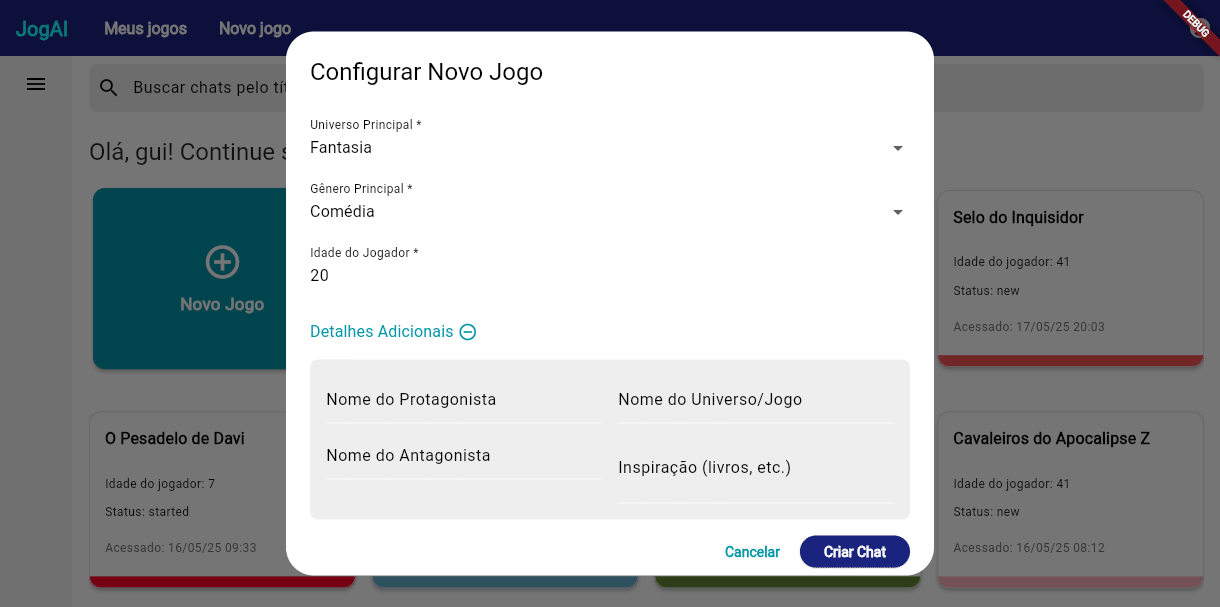 JogAI
Meus jogos
Novo jogo
DEBUG
Buscar chats pelo tít
Olá, gui! Continue
Configurar Novo Jogo
Universo Principal *
Fantasia
Gênero Principal *
Comédia
Idade do Jogador *
20
Detalhes Adicionais
Nome do Protagonista
Nome do Universo/Jogo
Nome do Antagonista
Inspiração (livros, etc.)
Cancelar
Criar Chat
Novo Jogo
Selo do Inquisidor
Idade do jogador: 41
Status: new
Acessado: 17/05/25 20:03
O Pesadelo de Davi
Idade do jogador: 7
Status: started
Acessado: 16/05/25 09:33
Cavaleiros do Apocalipse Z
Idade do jogador: 41
Status: new
Acessado: 16/05/25 08:12